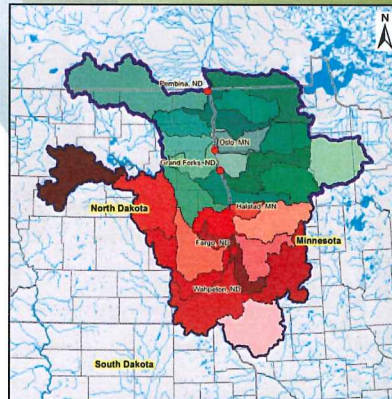 N
Pembina, ND
Oslo, MN
Grand Forks, ND
North Dakota
Halstad, MN
Fargo, ND
Minnesota
Wahpeton, ND
South Dakota